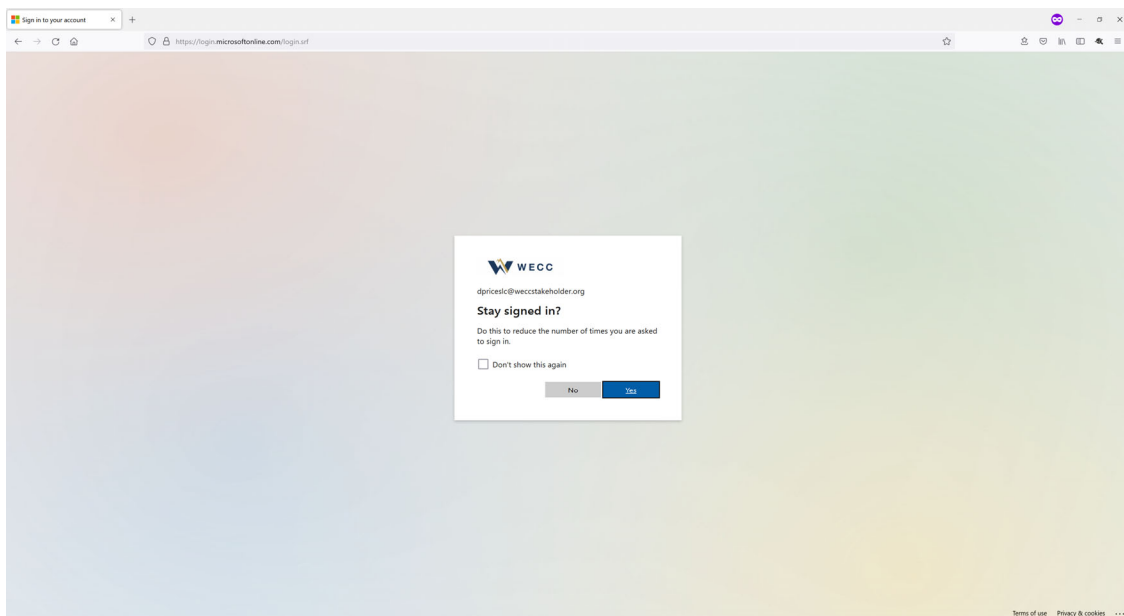 Sign in to your account
https://login.microsoftonline.com/login.srf
WECC
dpriceslc@weccstakeholder.org
Stay signed in?
Do this to reduce the number of times you are asked
to sign in.
Don't show this again
No
Yes
Terms of use
Privacy & cookies